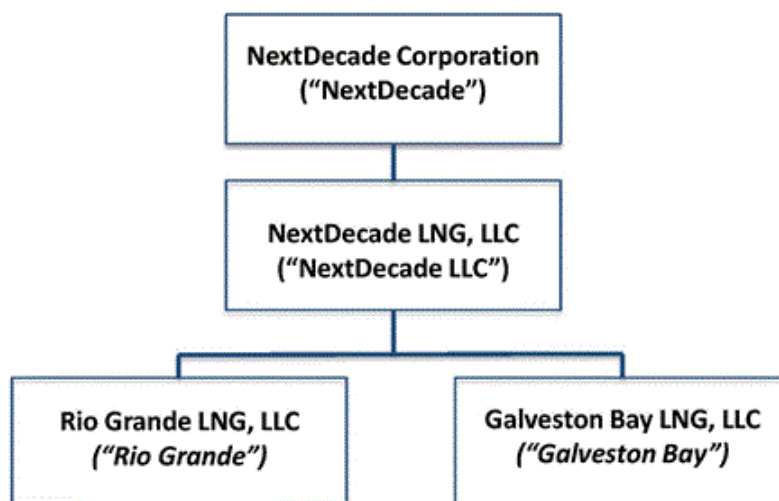 NextDecade Corporation
(“NextDecade”)
NextDecade LNG, LLC
(“NextDecade LLC”)
Rio Grande LNG, LLC
(“Rio Grande”)
Galveston Bay LNG, LLC
(“Galveston Bay”)